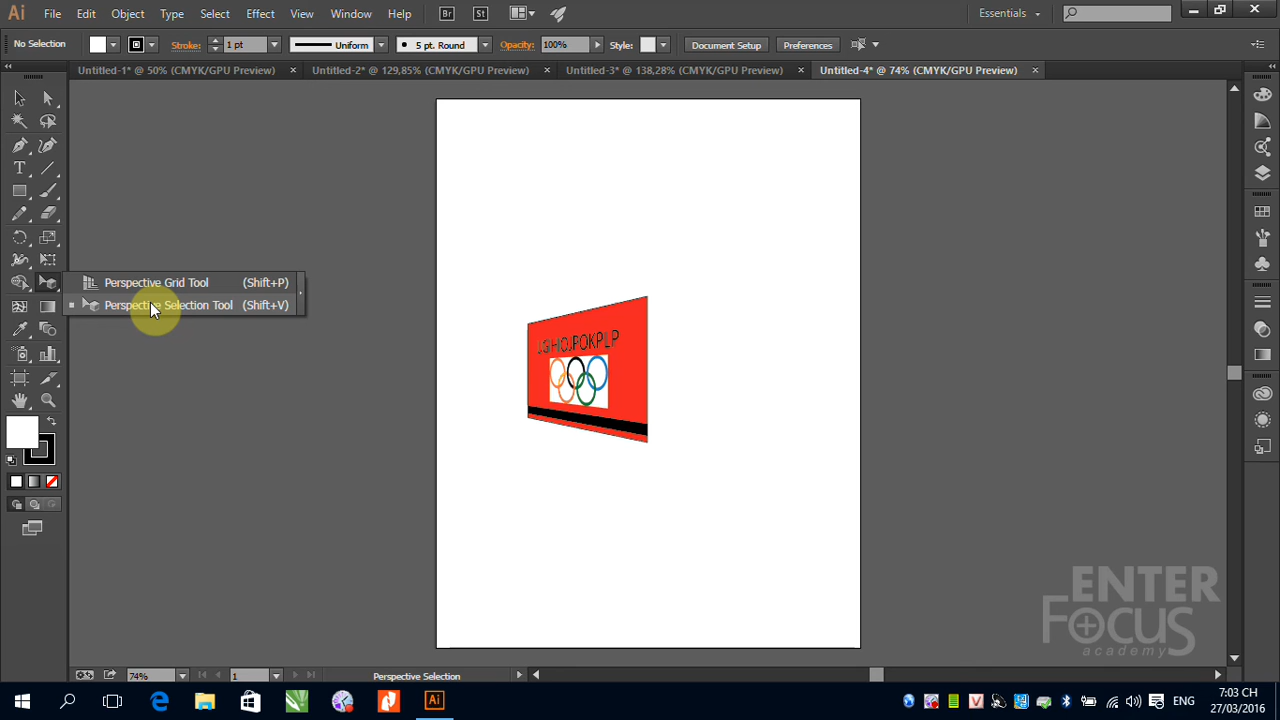 Ai File Edit Object Type Select Effect View Window Help Br St Essentials
No Selection Stroke: 1 pt Uniform 5 pt. Round Opacity: 100% Style: Document Setup Preferences
Untitled-1* @ 50% (CMYK/GPU Preview) × Untitled-2* @ 129,85% (CMYK/GPU Preview) × Untitled-3* @ 138,28% (CMYK/GPU Preview) × Untitled-4* @ 74% (CMYK/GPU Preview) ×
Perspective Grid Tool (Shift+P)
Perspective Selection Tool (Shift+V)
ENTER
FOCUS
academy
74% 1 Perspective Selection
Ai ENG 7:03 CH
27/03/2016